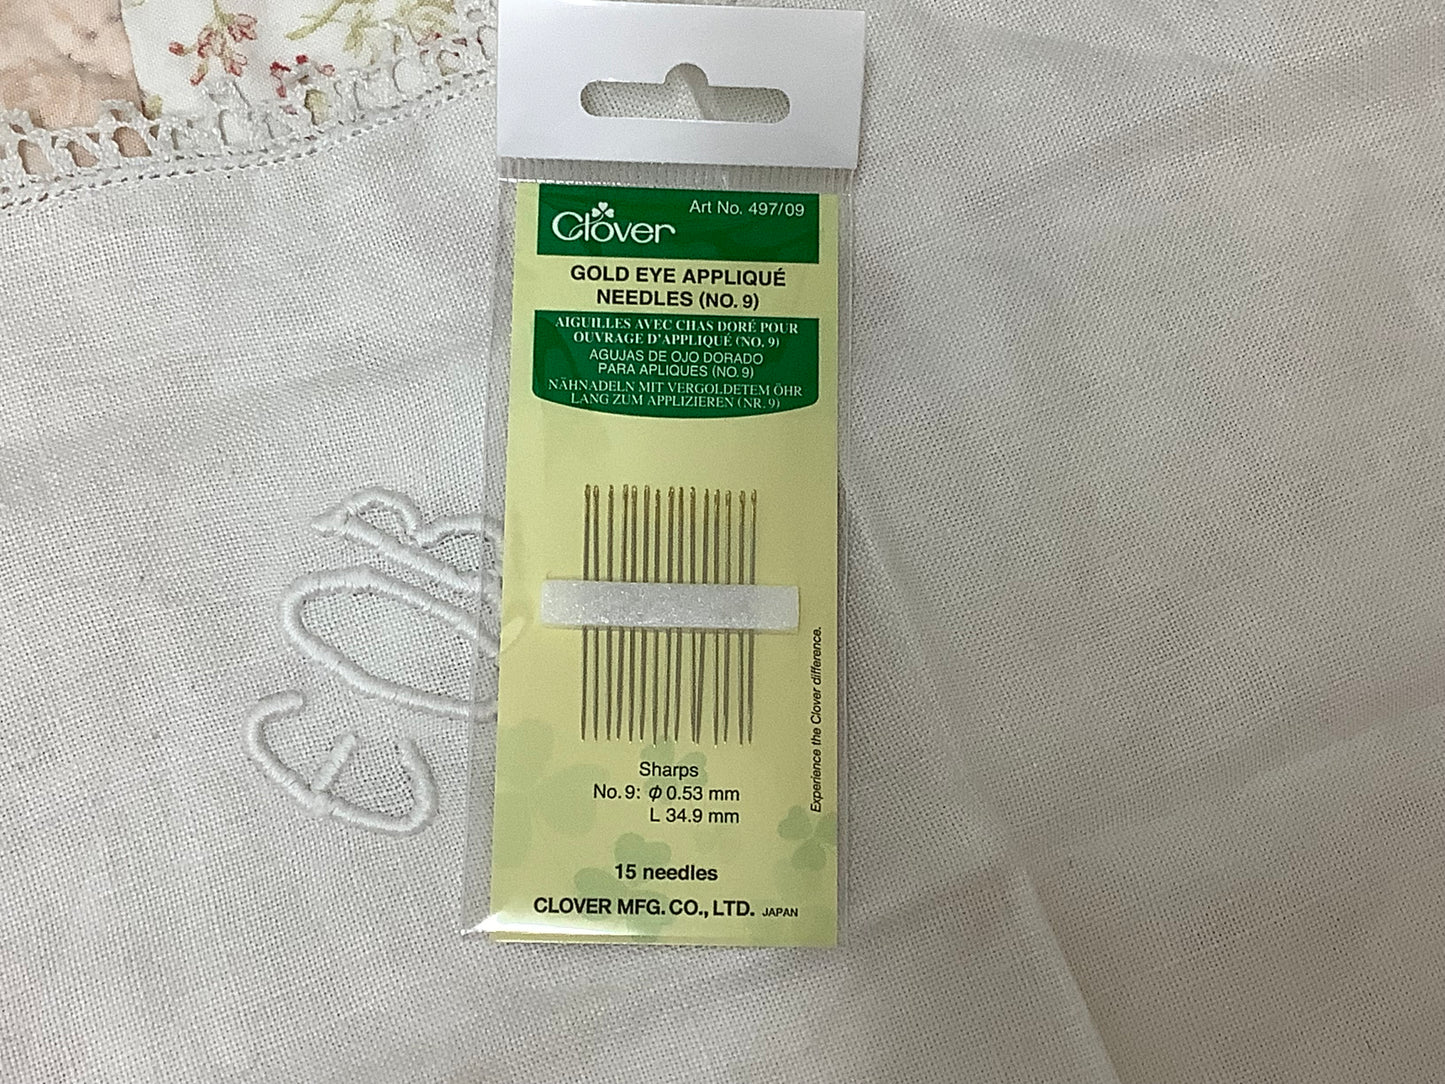 Clover
Art No. 497/09
GOLD EYE APPLIQUÉ
NEEDLES (NO. 9)
AIGUILLES AVEC CHAS DORÉ POUR
OUVRAGE D'APPLIQUÉ (NO. 9)
AGUJAS DE OJO DORADO
PARA APLIQUES (NO. 9)
NÄHNADELN MIT VERGOLDETEM ÖHR
LANG ZUM APPLIZIEREN (NR. 9)
Experience the Clover difference.
Sharps
No. 9: ϕ 0.53 mm
L 34.9 mm
15 needles
CLOVER MFG. CO., LTD. JAPAN